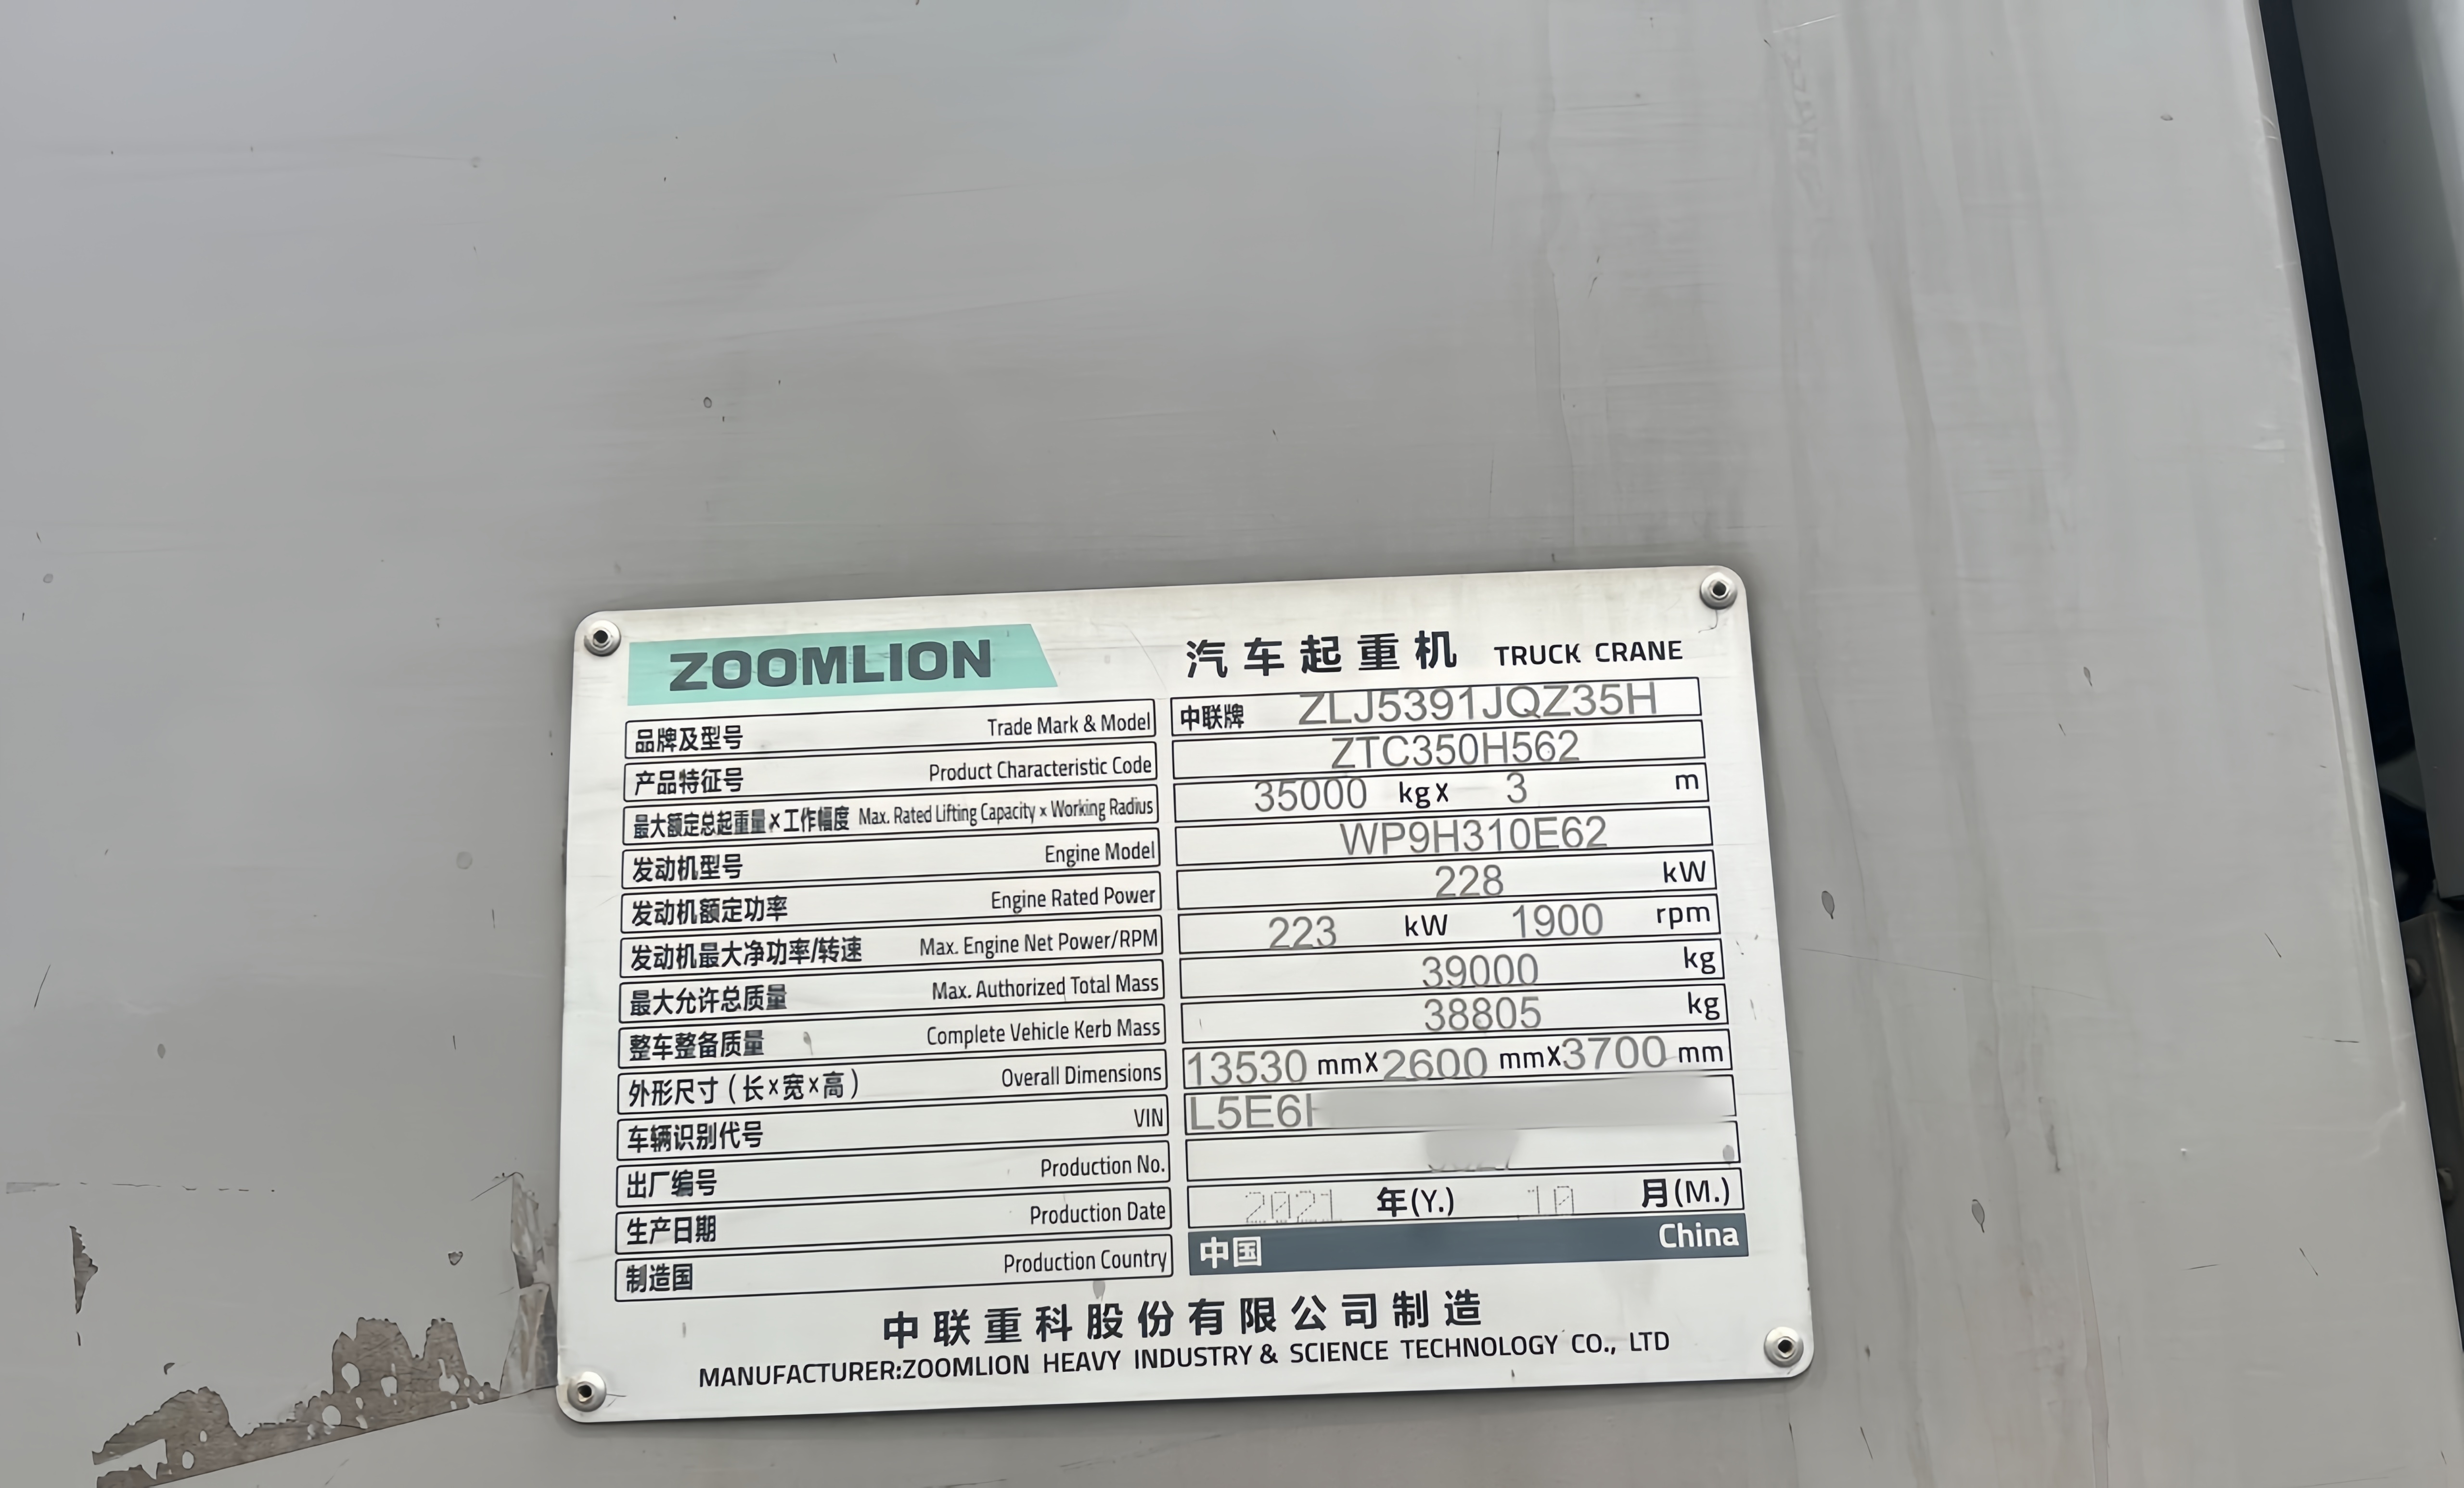 ZOOMLION 汽车起重机 TRUCK CRANE
品牌及型号 Trade Mark & Model 中联牌 ZLJ5391JQZ35H
产品特征号 Product Characteristic Code ZTC350H562
最大额定总起重量×工作幅度 Max. Rated Lifting Capacity × Working Radius 35000 kg× 3 m
发动机型号 Engine Model WP9H310E62
发动机额定功率 Engine Rated Power 228 kW
发动机最大净功率/转速 Max. Engine Net Power/RPM 223 kW 1900 rpm
最大允许总质量 Max. Authorized Total Mass 39000 kg
整车整备质量 Complete Vehicle Kerb Mass 38805 kg
外形尺寸(长×宽×高) Overall Dimensions 13530 mm×2600 mm×3700 mm
车辆识别代号 VIN L5E6
出厂编号 Production No.
生产日期 Production Date 2021 年(Y.) 10 月(M.)
制造国 Production Country 中国 China
中联重科股份有限公司制造
MANUFACTURER:ZOOMLION HEAVY INDUSTRY & SCIENCE TECHNOLOGY CO., LTD